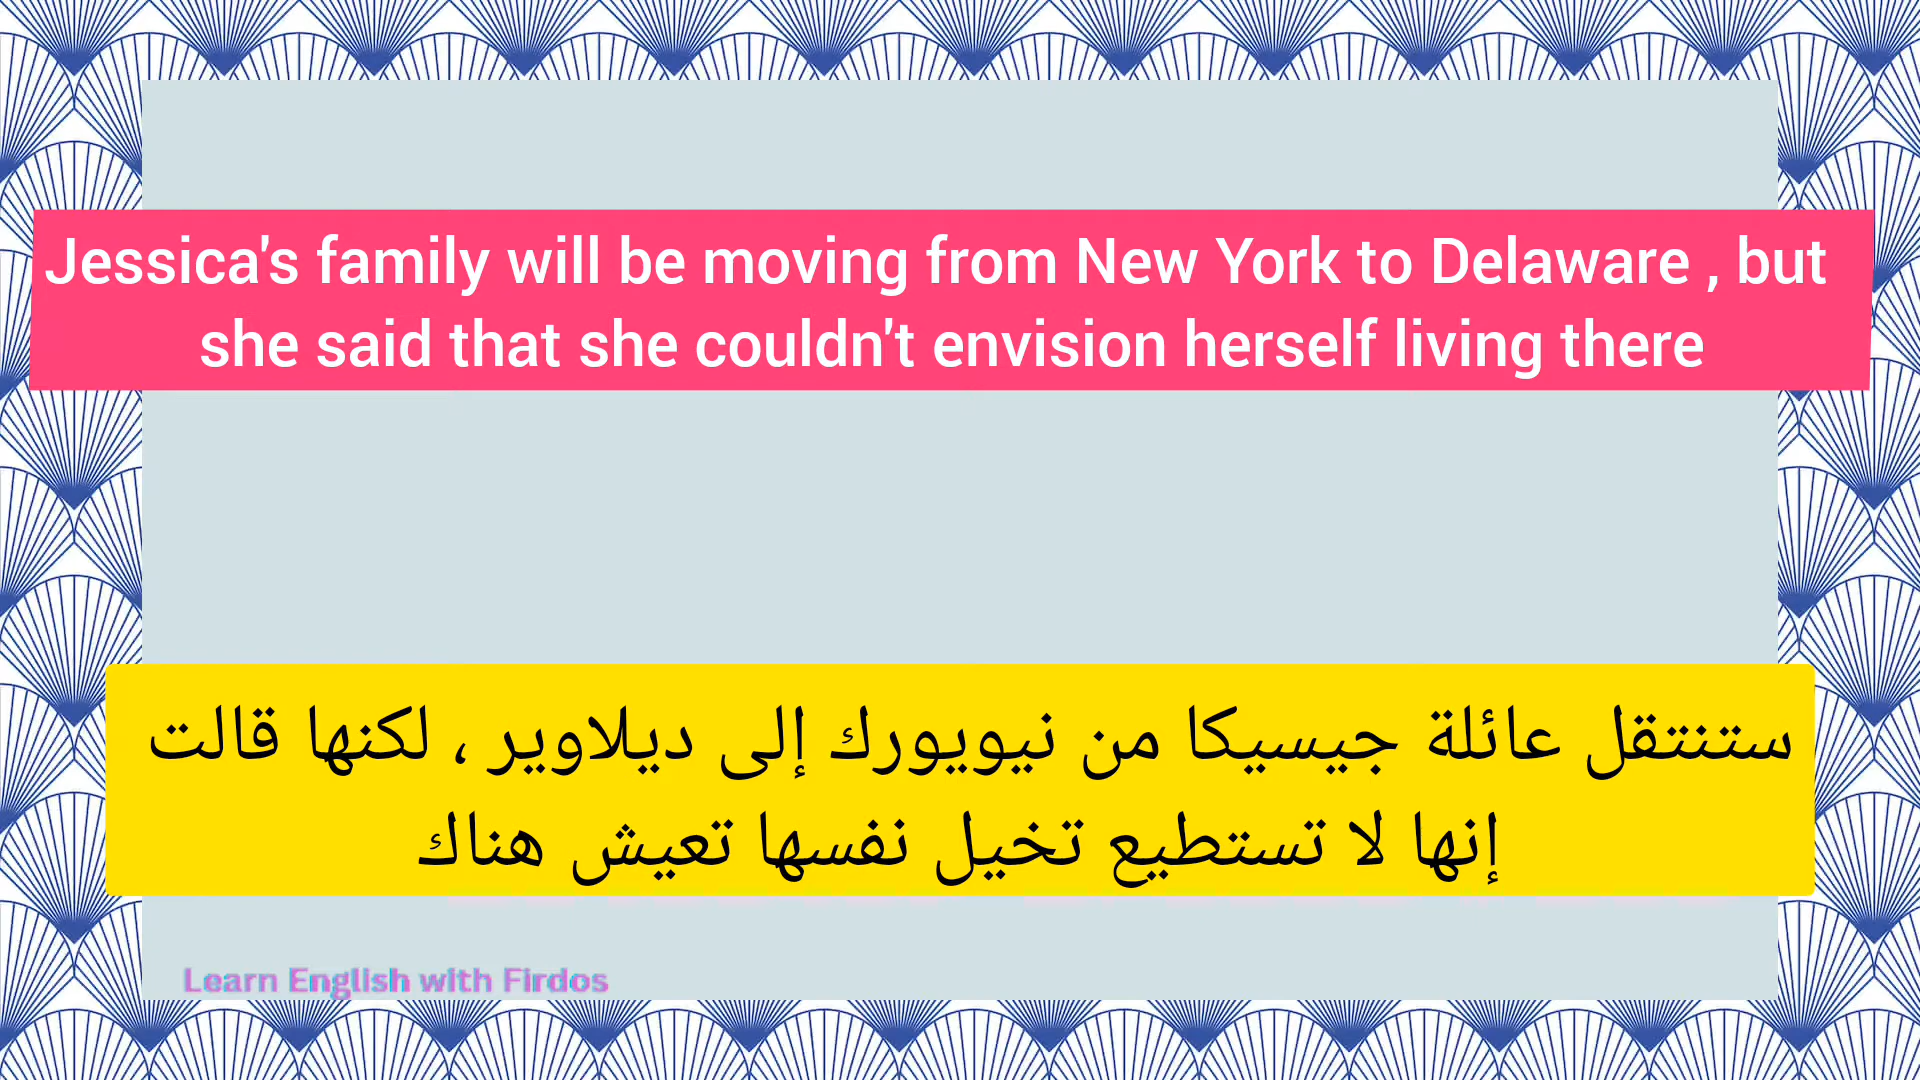 Jessica's family will be moving from New York to Delaware , but
she said that she couldn't envision herself living there
ستنتقل عائلة جيسيكا من نيويورك إلى ديلاوير ، لكنها قالت
إنها لا تستطيع تخيل نفسها تعيش هناك
Learn English with Firdos